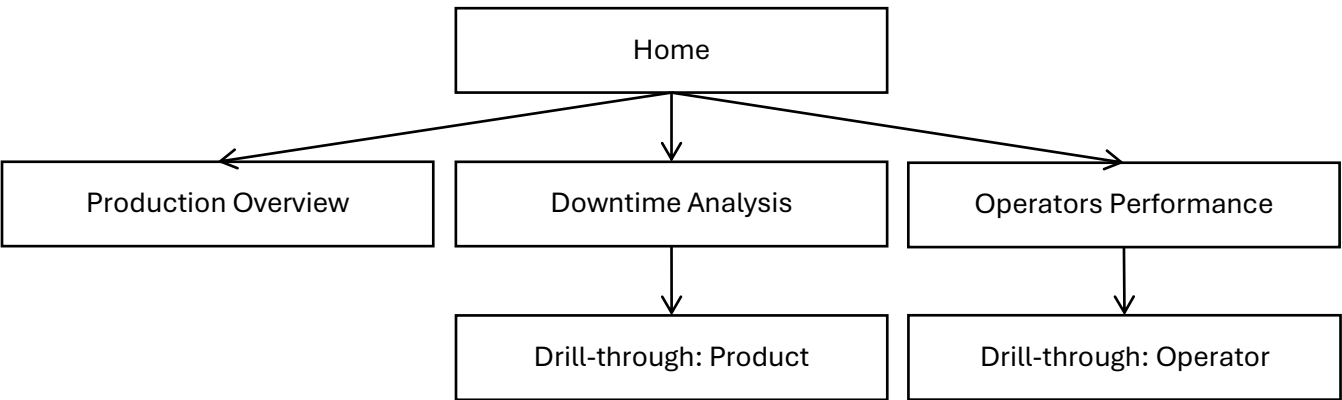 Home
Production Overview
Downtime Analysis
Operators Performance
Drill-through: Product
Drill-through: Operator